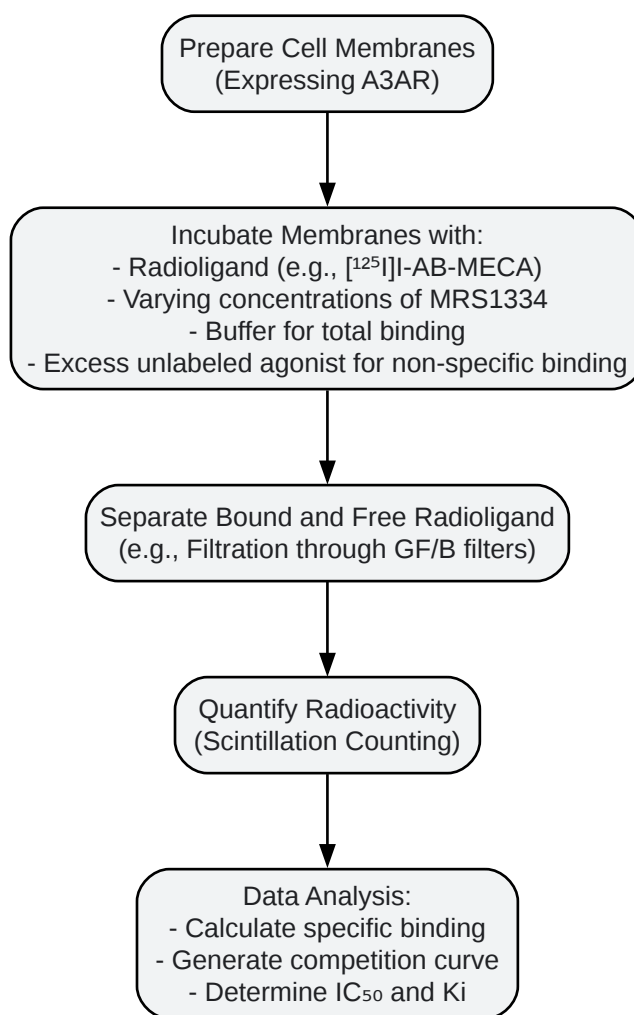 Prepare Cell Membranes
(Expressing A3AR)
Incubate Membranes with:
- Radioligand (e.g., [¹²⁵I]I-AB-MECA)
- Varying concentrations of MRS1334
- Buffer for total binding
- Excess unlabeled agonist for non-specific binding
Separate Bound and Free Radioligand
(e.g., Filtration through GF/B filters)
Quantify Radioactivity
(Scintillation Counting)
Data Analysis:
- Calculate specific binding
- Generate competition curve
- Determine IC₅₀ and Ki